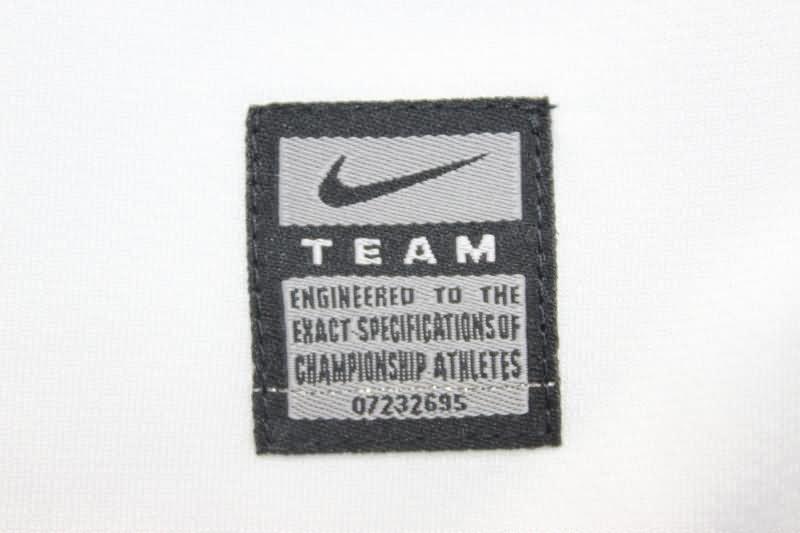 TEAM
ENGINEERED TO THE
EXACT SPECIFICATIONS OF
CHAMPIONSHIP ATHLETES
07232695